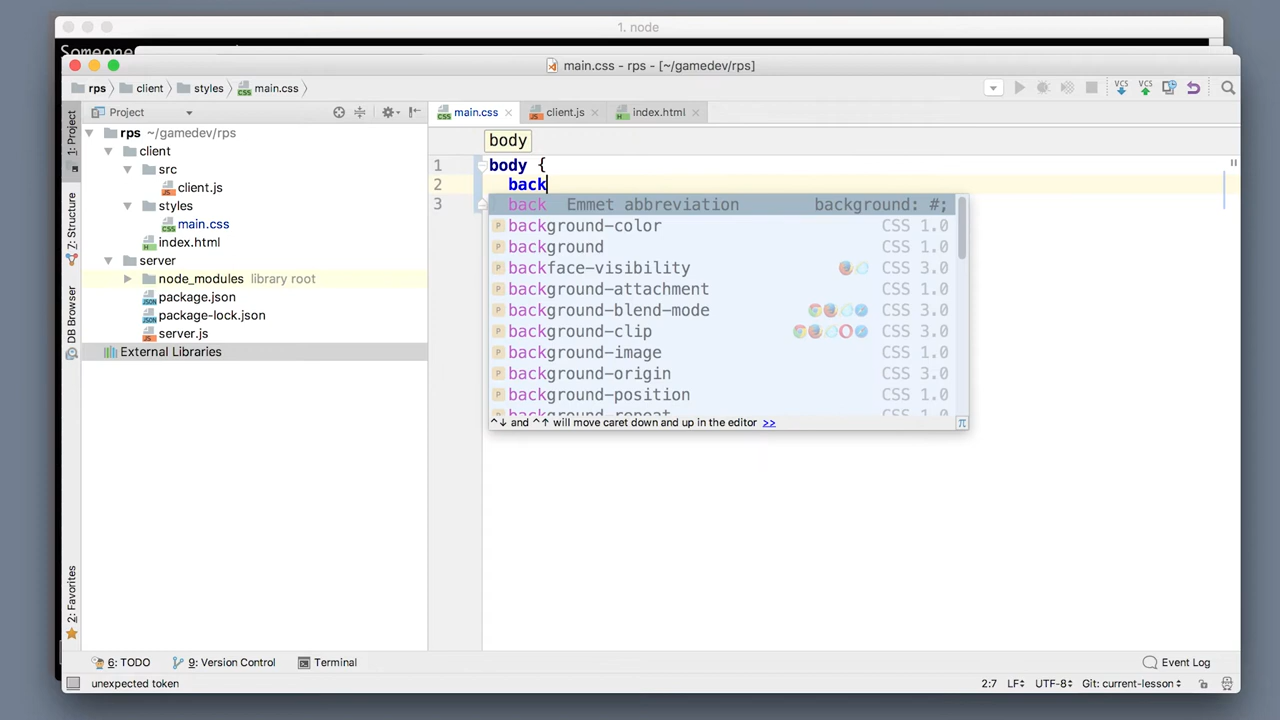 1. node
Someone
main.css - rps - [~/gamedev/rps]
rps client styles main.css
Project
main.css client.js index.html
1: Project
7: Structure
DB Browser
2: Favorites
rps ~/gamedev/rps
client
src
client.js
styles
main.css
index.html
server
node_modules library root
package.json
package-lock.json
server.js
External Libraries
body
1 body {
2 back
3
back Emmet abbreviation background: #;
background-color CSS 1.0
background CSS 1.0
backface-visibility CSS 3.0
background-attachment CSS 1.0
background-blend-mode CSS 3.0
background-clip CSS 3.0
background-image CSS 1.0
background-origin CSS 3.0
background-position CSS 1.0
background-repeat CSS 1.0
^↓ and ^↑ will move caret down and up in the editor >> π
6: TODO 9: Version Control Terminal Event Log
unexpected token 2:7 LF÷ UTF-8÷ Git: current-lesson÷